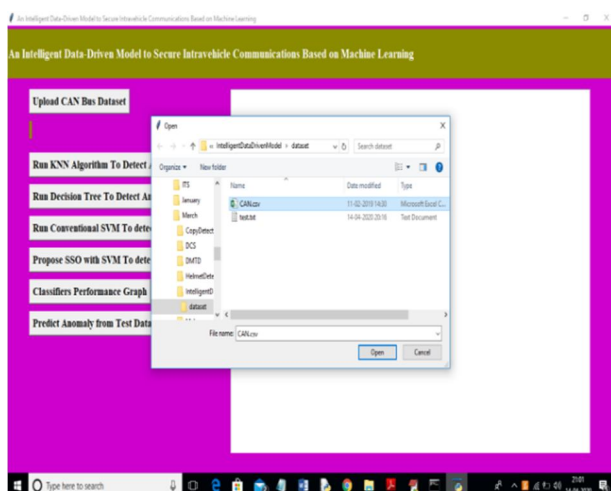 An Intelligent Data-Driven Model to Secure Intravehicle Communications Based on Machine Learning
An Intelligent Data-Driven Model to Secure Intravehicle Communications Based on Machine Learning
Upload CAN Bus Dataset
Run KNN Algorithm To Detect
Run Decision Tree To Detect An
Run Conventional SVM To dete
Propose SSO with SVM To dete
Classifiers Performance Graph
Predict Anomaly from Test Data
Open
« IntelligentDataDrivenModel › dataset
Search dataset
Organize
New folder
Name
Date modified
Type
ITS
January
March
CopyDetect
DCS
DMTD
HelmetDete
IntelligentD
dataset
CAN.csv
11-02-2019 14:30
Microsoft Excel C...
test.txt
14-04-2020 20:18
Text Document
File name:
CAN.csv
Open
Cancel
Type here to search
21:01